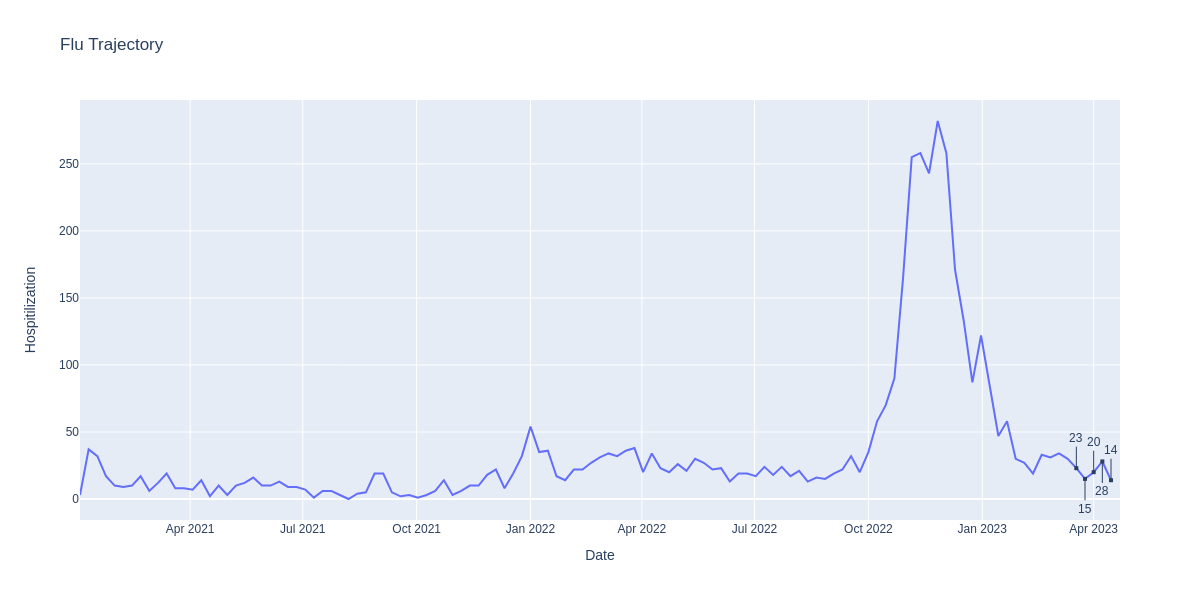 Flu Trajectory
250
200
150
100
50
0
Hospitilization
23
20
14
28
15
Apr 2021
Jul 2021
Oct 2021
Jan 2022
Apr 2022
Jul 2022
Oct 2022
Jan 2023
Apr 2023
Date